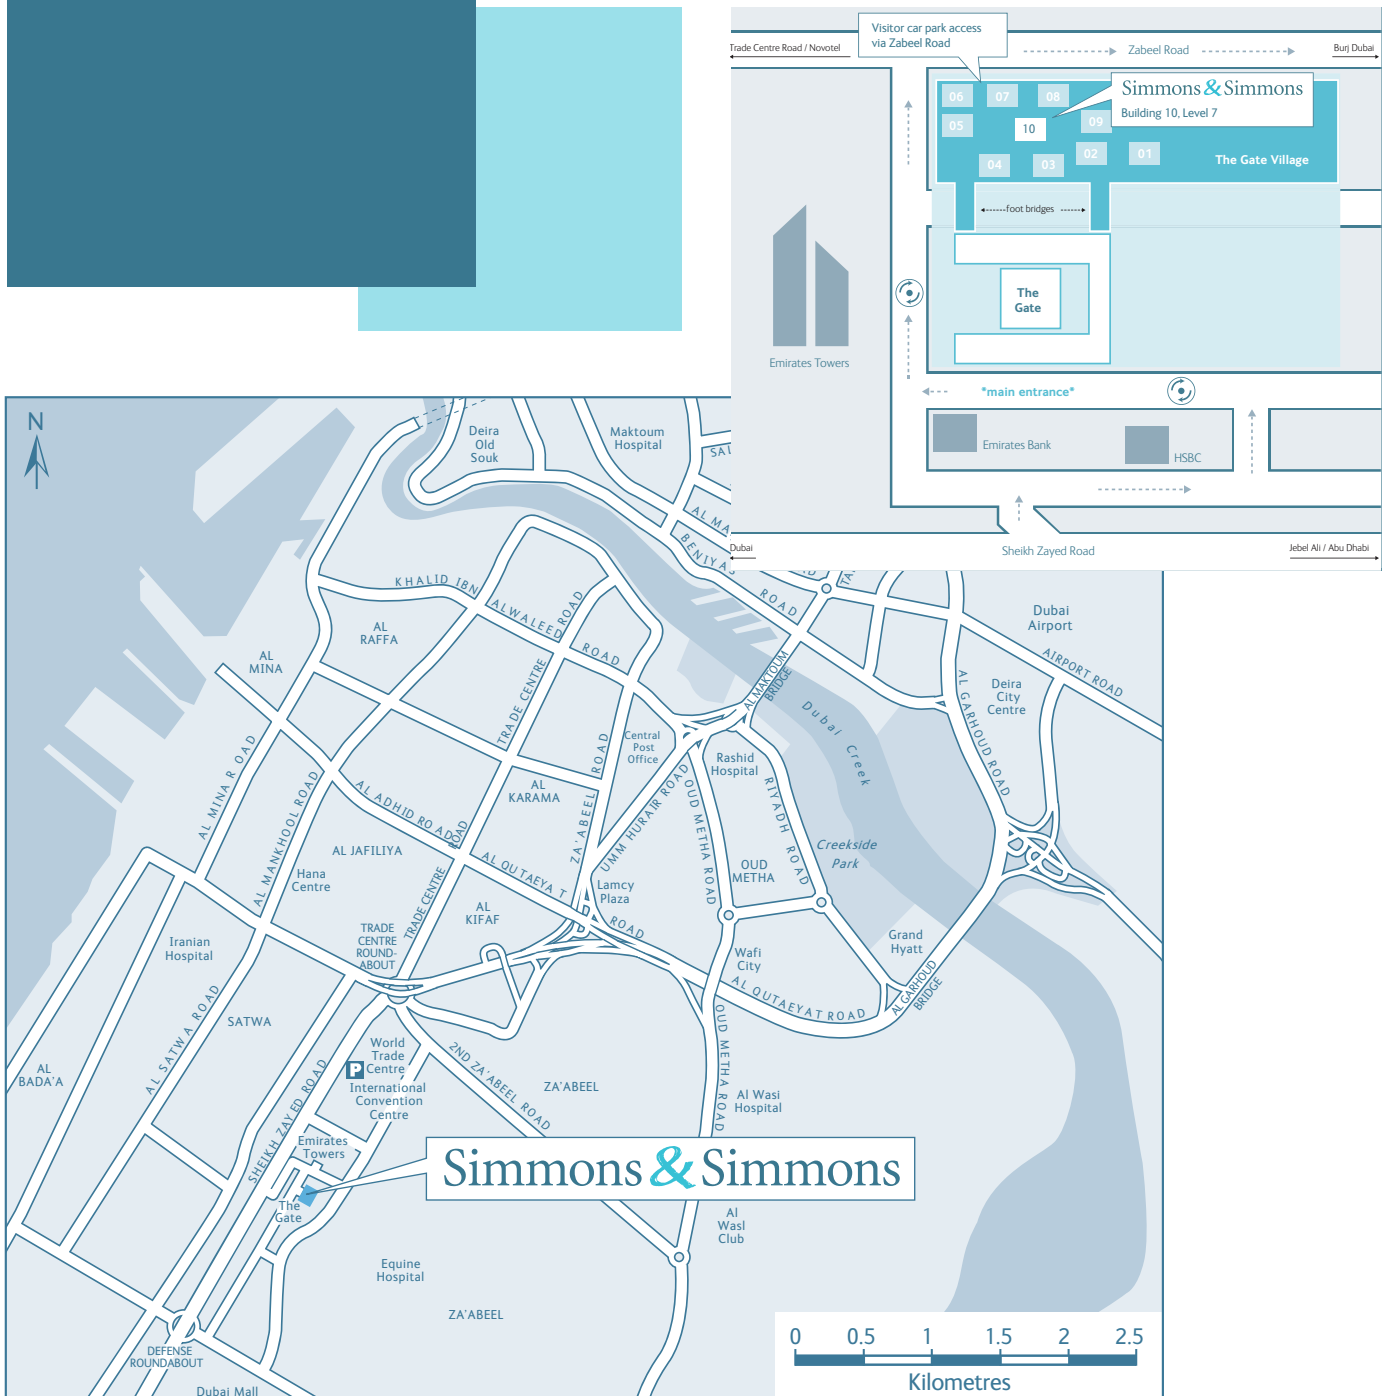 Visitor car park access
via Zabeel Road
Trade Centre Road / Novotel
Zabeel Road
Burj Dubai
Simmons & Simmons
Building 10, Level 7
06
07
08
05
10
09
04
03
02
01
The Gate Village
foot bridges
The
Gate
Emirates Towers
*main entrance*
Emirates Bank
HSBC
Dubai
Sheikh Zayed Road
Jebel Ali / Abu Dhabi
N
Deira
Old
Souk
Maktoum
Hospital
BENIYAS
ROAD
KHALID IBN
ALWALEED
ROAD
ROAD
AL
RAFFA
AL
MINA
Dubai
Airport
AIRPORT ROAD
AL MAKTOUM
BRIDGE
AL GARHOUD ROAD
Deira
City
Centre
Dubai Creek
TRADE CENTRE
Central
Post
Office
Rashid
Hospital
AL MINA ROAD
AL MANKHOOL ROAD
AL ADHID ROAD
ROAD
AL
KARAMA
ZA'ABEEL ROAD
UMM HURAIR ROAD
OUD METHA ROAD
RIYADH ROAD
Creekside
Park
AL JAFILIYA
Hana
Centre
AL QUTAEYAT
ROAD
Lamcy
Plaza
OUD
METHA
TRADE CENTRE
AL
KIFAF
TRADE
CENTRE
ROUND-
ABOUT
Iranian
Hospital
Grand
Hyatt
Wafi
City
AL QUTAEYAT ROAD
AL GARHOUD
BRIDGE
AL SATWA ROAD
SATWA
OUD METHA ROAD
World
Trade
Centre
P
International
Convention
Centre
2ND ZA'ABEEL ROAD
ZA'ABEEL
AL
BADA'A
SHEIKH ZAYED ROAD
Al Wasi
Hospital
Emirates
Towers
Simmons & Simmons
The
Gate
Al
Wasl
Club
Equine
Hospital
ZA'ABEEL
DEFENSE
ROUNDABOUT
Dubai Mall
0 0.5 1 1.5 2 2.5
Kilometres